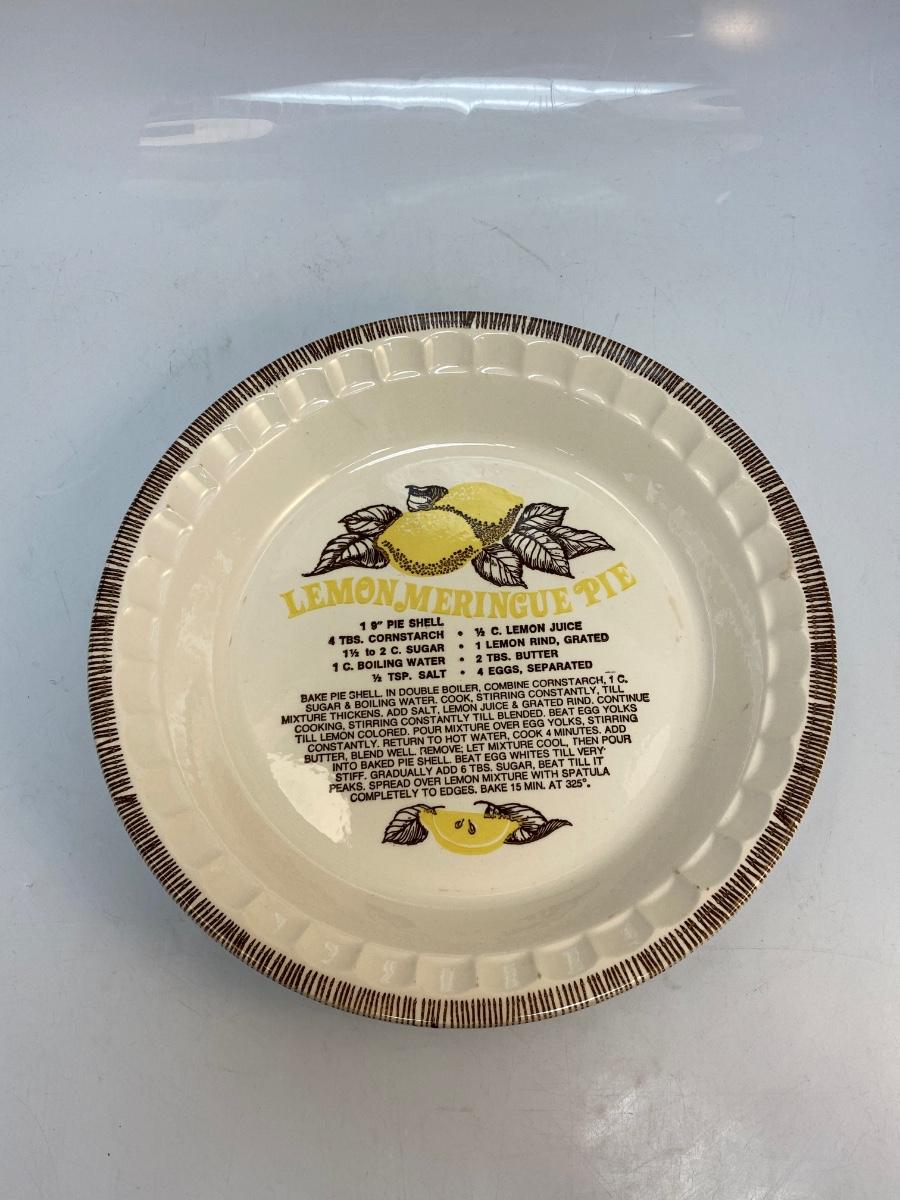 LEMON MERINGUE PIE
1 9" PIE SHELL
4 TBS. CORNSTARCH • ½ C. LEMON JUICE
1½ to 2 C. SUGAR • 1 LEMON RIND, GRATED
1 C. BOILING WATER • 2 TBS. BUTTER
½ TSP. SALT • 4 EGGS, SEPARATED
BAKE PIE SHELL. IN DOUBLE BOILER, COMBINE CORNSTARCH, 1 C.
SUGAR & BOILING WATER. COOK, STIRRING CONSTANTLY, TILL
MIXTURE THICKENS. ADD SALT, LEMON JUICE & GRATED RIND. CONTINUE
COOKING, STIRRING CONSTANTLY TILL BLENDED. BEAT EGG YOLKS
TILL LEMON COLORED. POUR MIXTURE OVER EGG YOLKS, STIRRING
CONSTANTLY. RETURN TO HOT WATER, COOK 4 MINUTES. ADD
BUTTER, BLEND WELL. REMOVE; LET MIXTURE COOL, THEN POUR
INTO BAKED PIE SHELL. BEAT EGG WHITES TILL VERY
STIFF. GRADUALLY ADD 6 TBS. SUGAR, BEAT TILL IT
PEAKS. SPREAD OVER LEMON MIXTURE WITH SPATULA
COMPLETELY TO EDGES. BAKE 15 MIN. AT 325°.